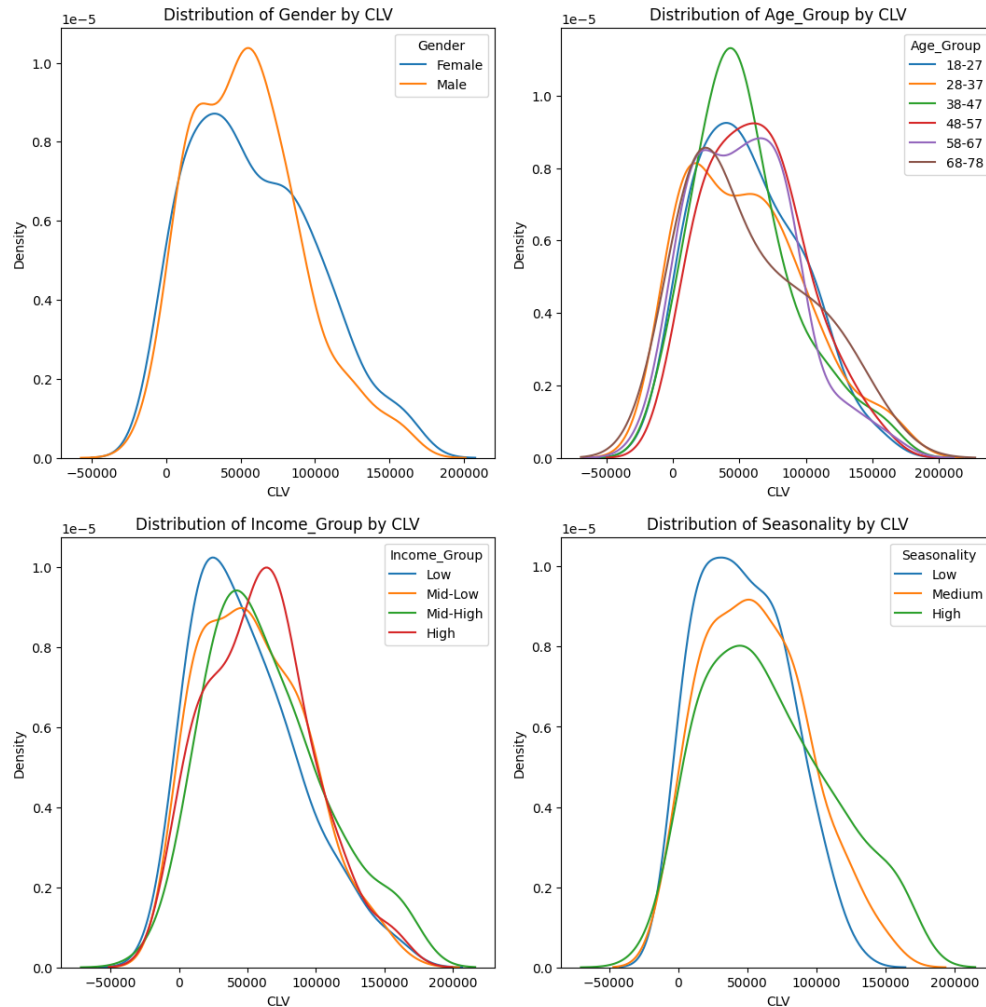 Distribution of Gender by CLV
1e−5
Gender
Female
Male
1.0
0.8
0.6
0.4
0.2
0.0
Density
−50000 0 50000 100000 150000 200000
CLV
Distribution of Age_Group by CLV
1e−5
Age_Group
18-27
28-37
38-47
48-57
58-67
68-78
1.0
0.8
0.6
0.4
0.2
0.0
Density
−50000 0 50000 100000 150000 200000
CLV
Distribution of Income_Group by CLV
1e−5
Income_Group
Low
Mid-Low
Mid-High
High
1.0
0.8
0.6
0.4
0.2
0.0
Density
−50000 0 50000 100000 150000 200000
CLV
Distribution of Seasonality by CLV
1e−5
Seasonality
Low
Medium
High
1.0
0.8
0.6
0.4
0.2
0.0
Density
−50000 0 50000 100000 150000 200000
CLV